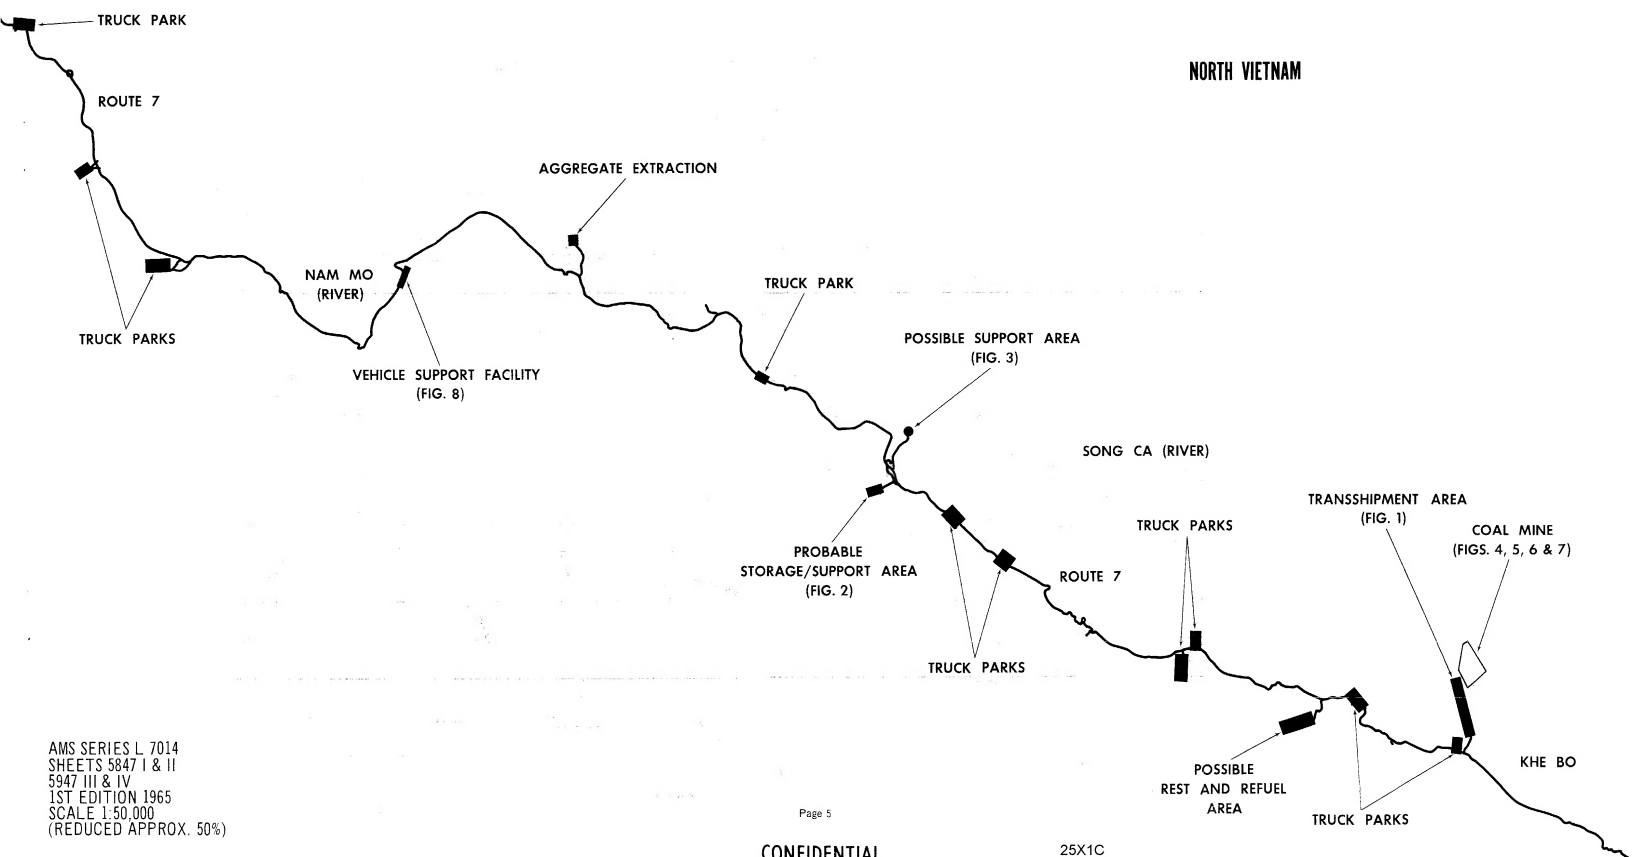 TRUCK PARK
NORTH VIETNAM
ROUTE 7
AGGREGATE EXTRACTION
NAM MO
(RIVER)
TRUCK PARK
TRUCK PARKS
POSSIBLE SUPPORT AREA
(FIG. 3)
VEHICLE SUPPORT FACILITY
(FIG. 8)
SONG CA (RIVER)
TRANSSHIPMENT AREA
(FIG. 1)
TRUCK PARKS
COAL MINE
(FIGS. 4, 5, 6 & 7)
PROBABLE
STORAGE/SUPPORT AREA
(FIG. 2)
ROUTE 7
TRUCK PARKS
AMS SERIES L 7014
SHEETS 5847 I & II
5947 III & IV
1ST EDITION 1965
SCALE 1:50,000
(REDUCED APPROX. 50%)
POSSIBLE
REST AND REFUEL
AREA
KHE BO
TRUCK PARKS
Page 5
CONFIDENTIAL
25X1C